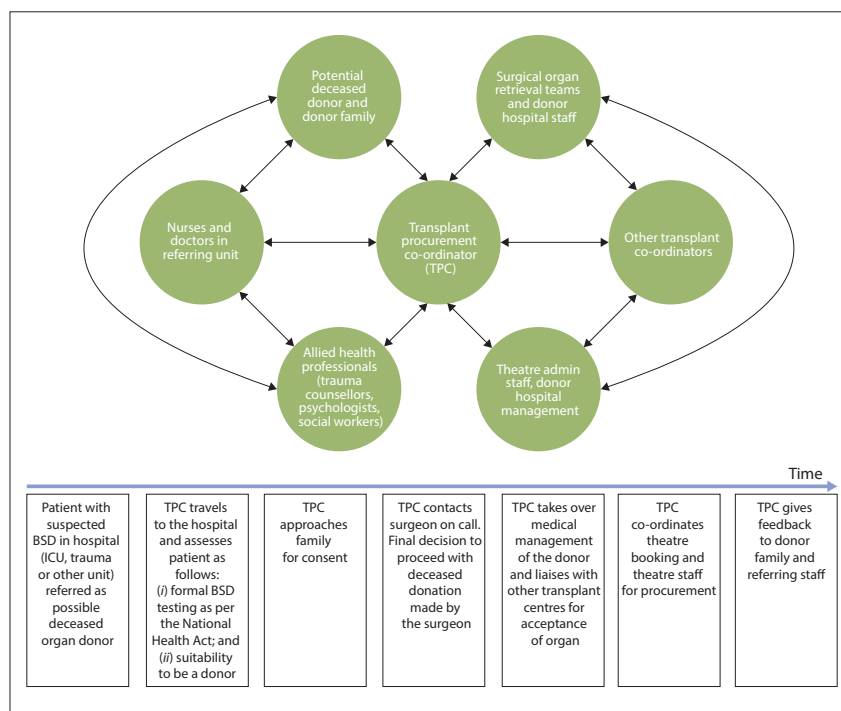 Potential
deceased
donor and
donor family
Surgical organ
retrieval teams
and donor
hospital staff
Nurses and
doctors in
referring unit
Transplant
procurement
co-ordinator
(TPC)
Other transplant
co-ordinators
Allied health
professionals
(trauma
counsellors,
psychologists,
social workers)
Theatre admin
staff, donor
hospital
management
Time
Patient with
suspected
BSD in hospital
(ICU, trauma
or other unit)
referred as
possible
deceased
organ donor
TPC travels
to the hospital
and assesses
patient as
follows:
(i) formal BSD
testing as per
the National
Health Act; and
(ii) suitability
to be a donor
TPC
approaches
family
for consent
TPC contacts
surgeon on call.
Final decision to
proceed with
deceased
donation
made by
the surgeon
TPC takes over
medical
management
of the donor
and liaises with
other transplant
centres for
acceptance
of organ
TPC
co-ordinates
theatre
booking and
theatre staff
for procurement
TPC gives
feedback
to donor
family and
referring staff